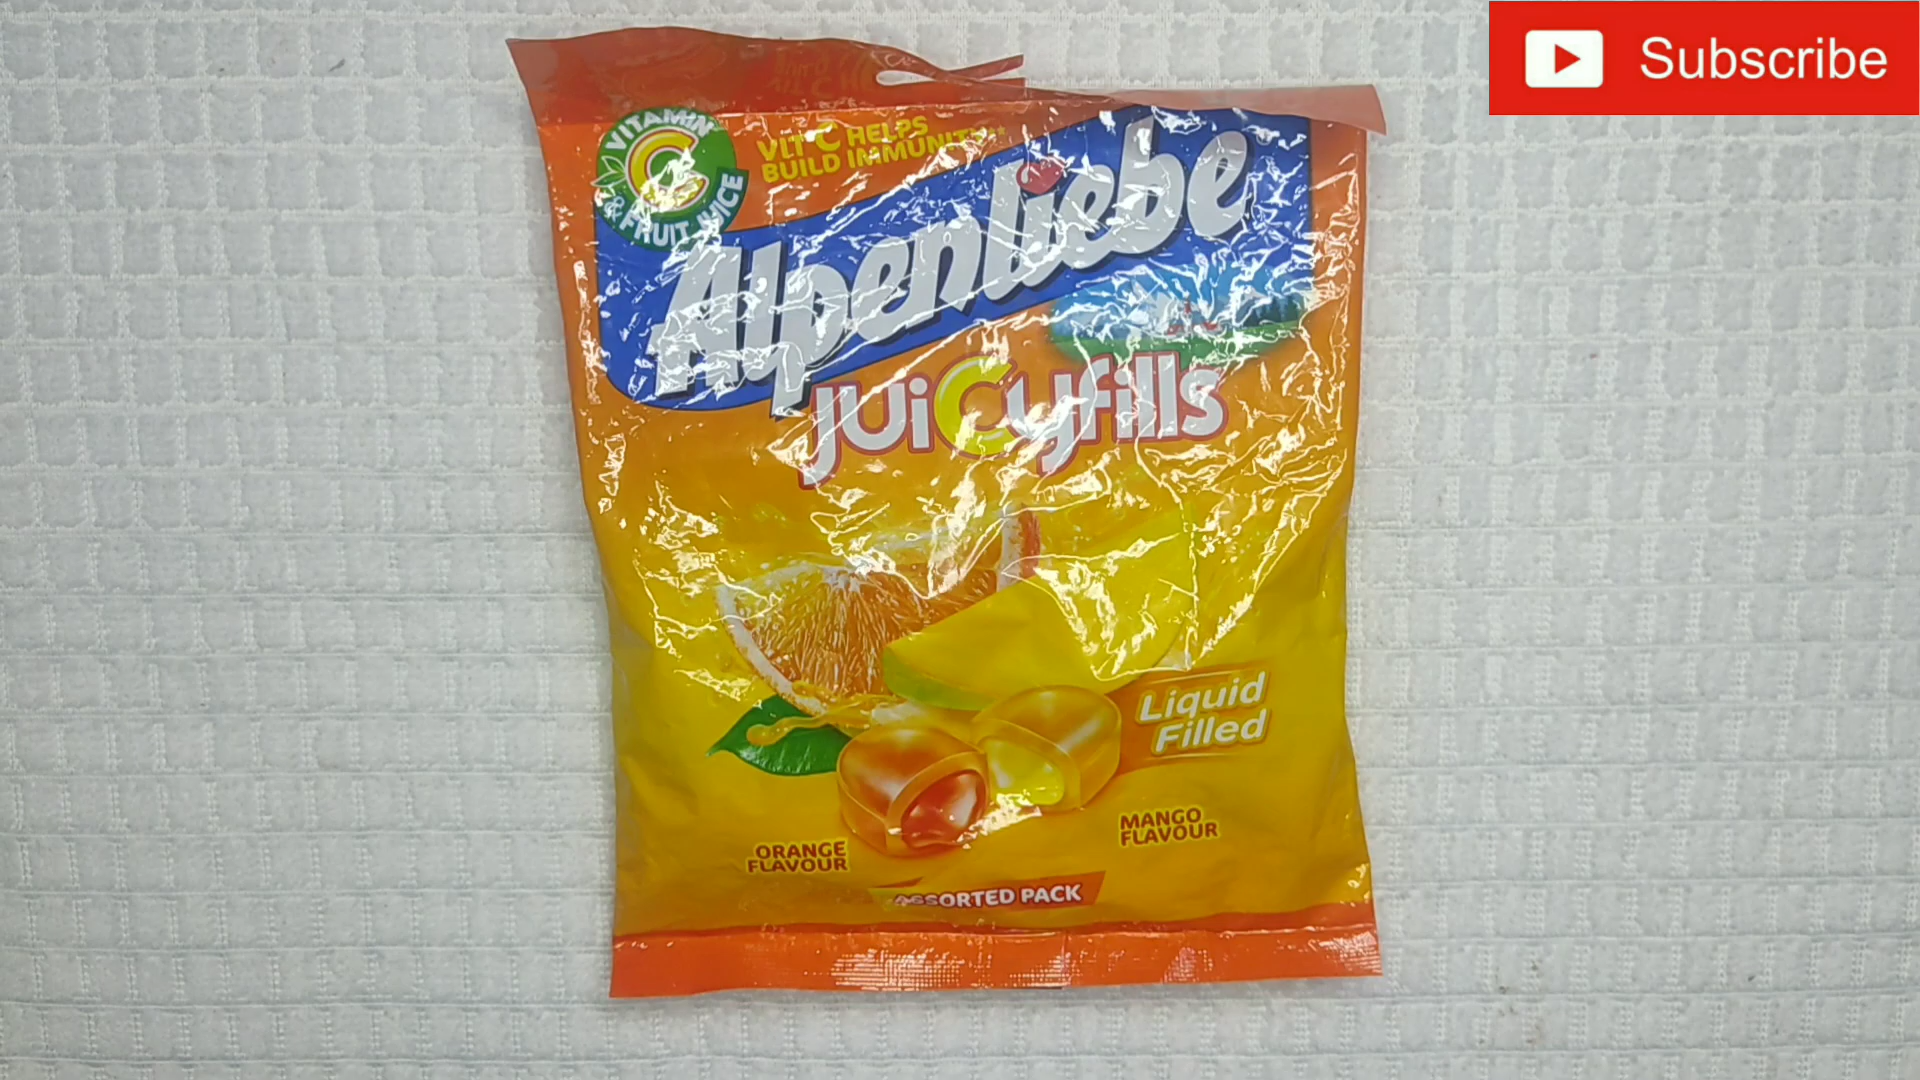 Subscribe
VITAMIN
C
& FRUIT JUICE
VIT C HELPS
BUILD IMMUNITY**
Alpenliebe
JUiCyfills
Liquid
Filled
MANGO
FLAVOUR
ORANGE
FLAVOUR
ASSORTED PACK